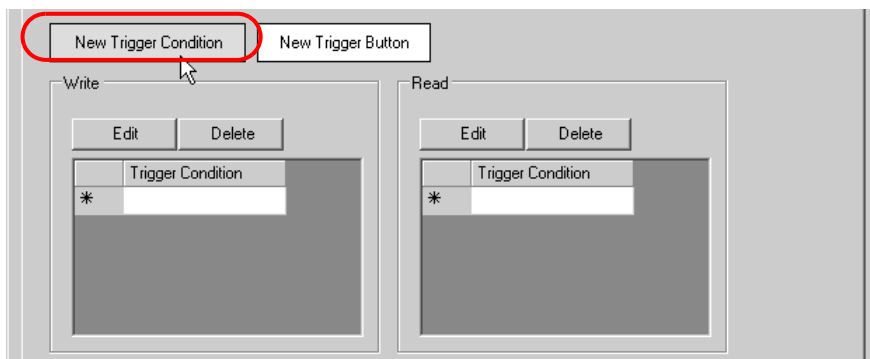 New Trigger Condition New Trigger Button
Write Read
Edit Delete Edit Delete
Trigger Condition Trigger Condition
* *